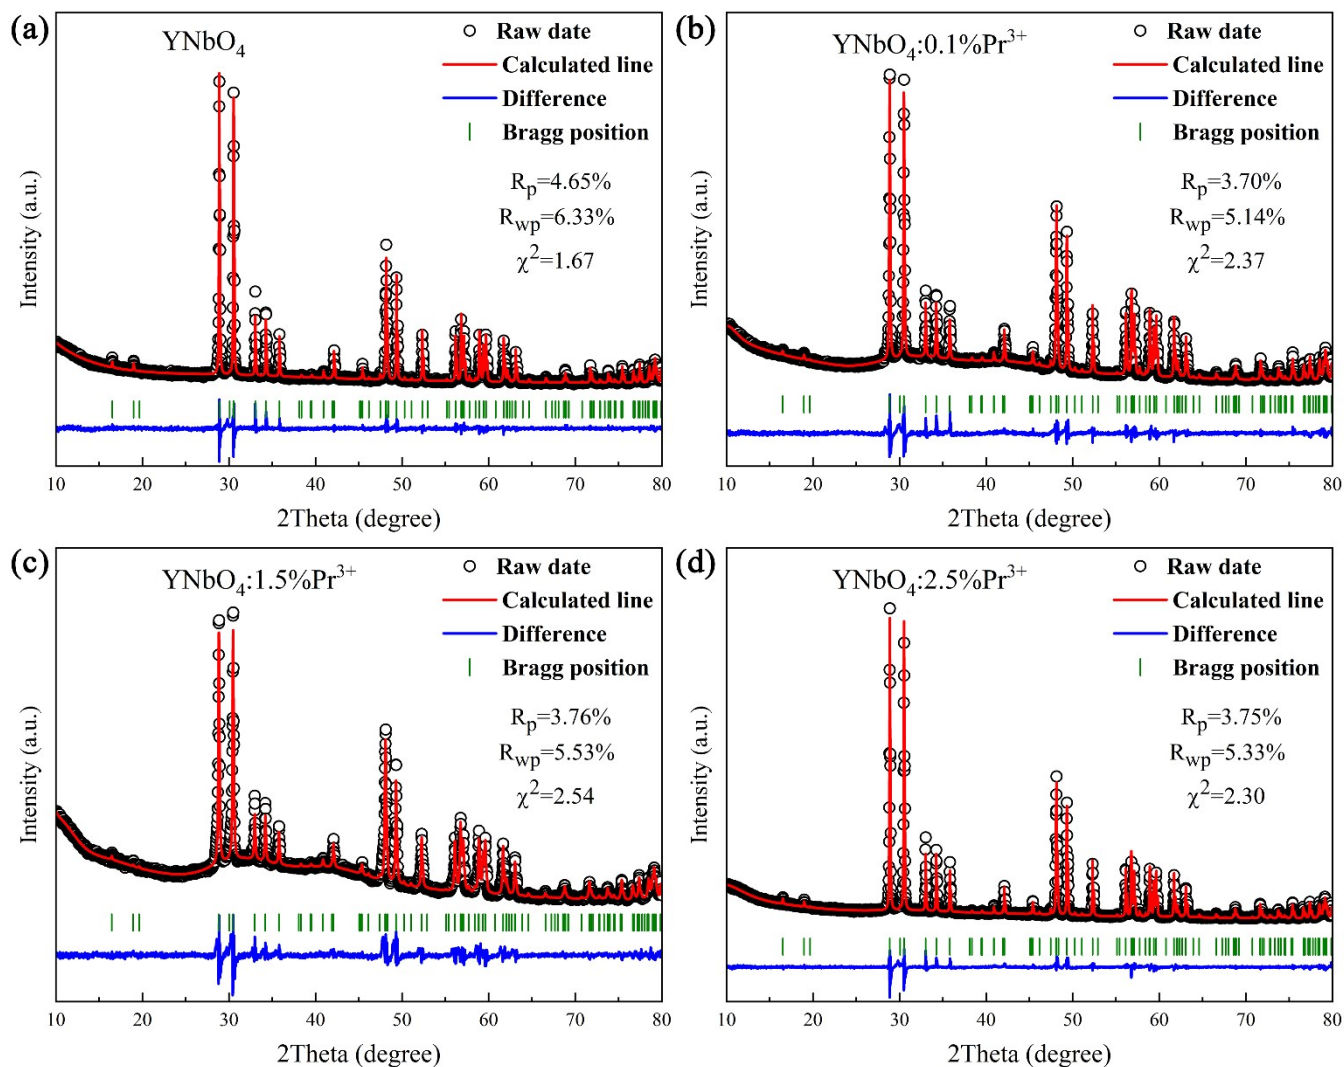 (a)
YNbO₄
Raw date
Calculated line
Difference
Bragg position
Rₚ=4.65%
R_wp=6.33%
χ²=1.67
Intensity (a.u.)
10 20 30 40 50 60 70 80
2Theta (degree)
(b)
YNbO₄:0.1%Pr³⁺
Raw date
Calculated line
Difference
Bragg position
Rₚ=3.70%
R_wp=5.14%
χ²=2.37
Intensity (a.u.)
10 20 30 40 50 60 70 80
2Theta (degree)
(c)
YNbO₄:1.5%Pr³⁺
Raw date
Calculated line
Difference
Bragg position
Rₚ=3.76%
R_wp=5.53%
χ²=2.54
Intensity (a.u.)
10 20 30 40 50 60 70 80
2Theta (degree)
(d)
YNbO₄:2.5%Pr³⁺
Raw date
Calculated line
Difference
Bragg position
Rₚ=3.75%
R_wp=5.33%
χ²=2.30
Intensity (a.u.)
10 20 30 40 50 60 70 80
2Theta (degree)